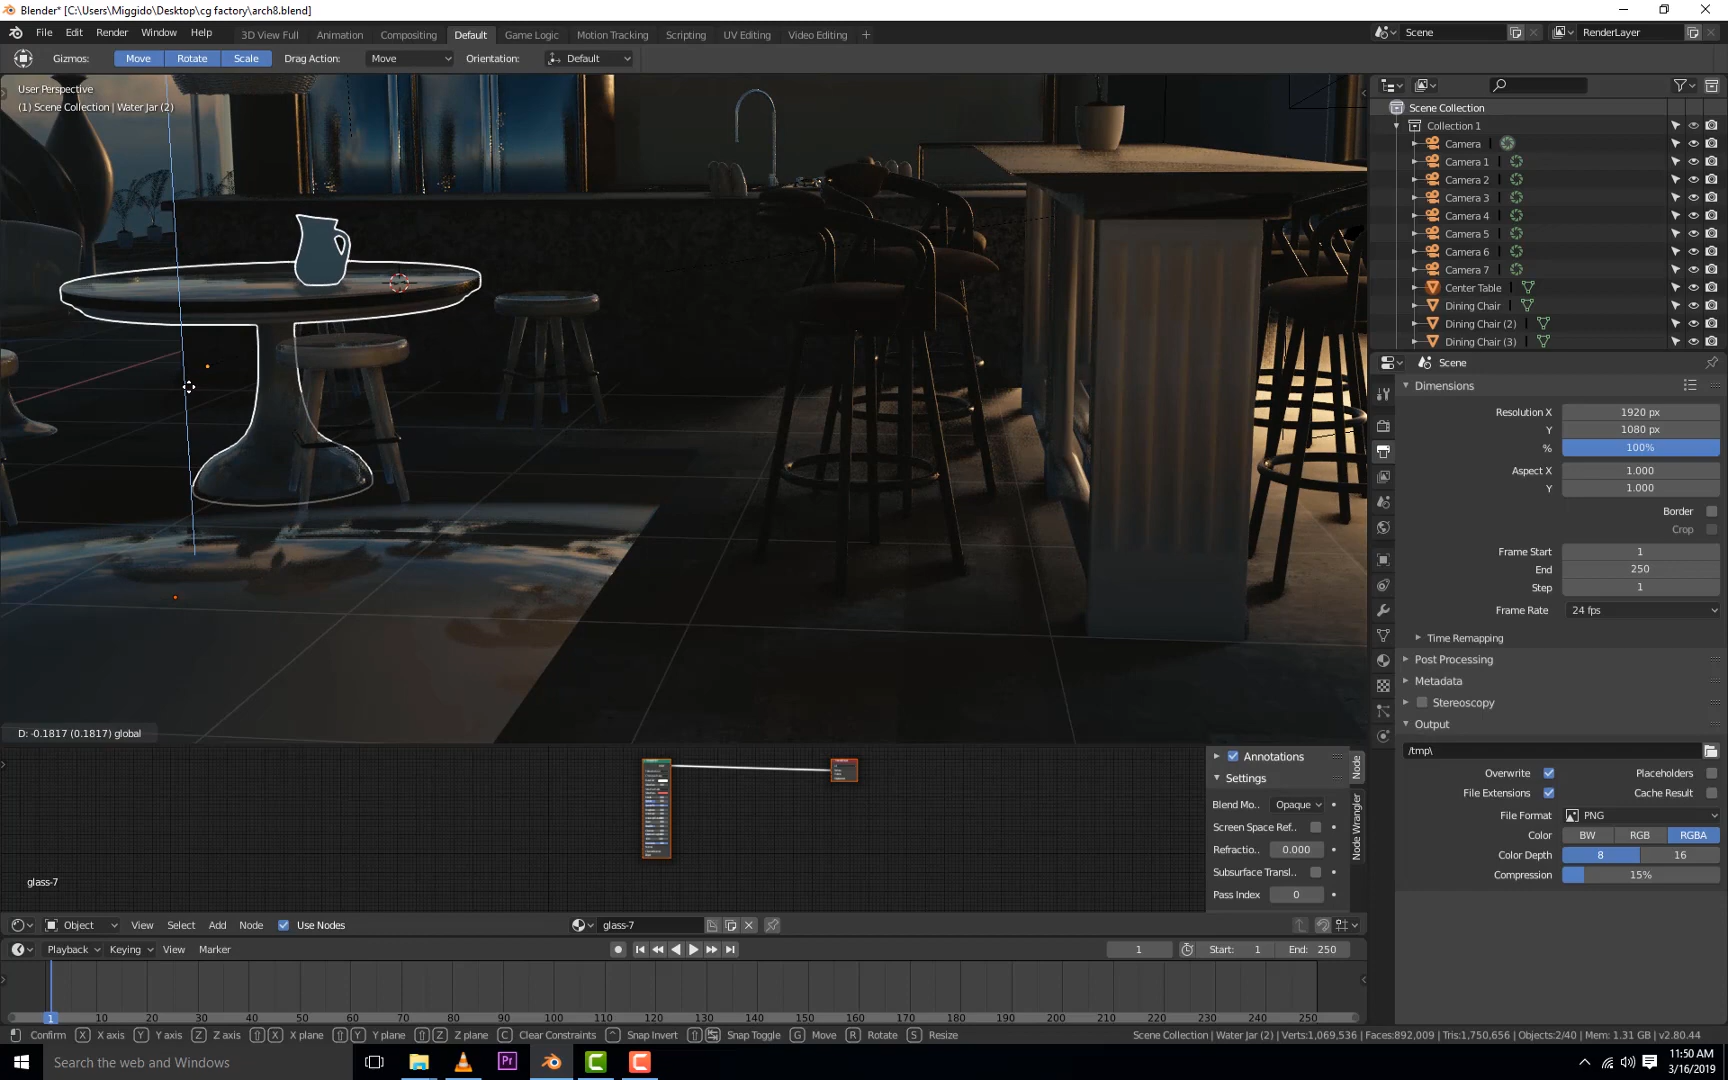 Blender* [C:\Users\Miggido\Desktop\cg factory\arch8.blend]
File Edit Render Window Help 3D View Full Animation Compositing Default Game Logic Motion Tracking Scripting UV Editing Video Editing + Scene RenderLayer
Gizmos: Move Rotate Scale Drag Action: Move Orientation: Default
User Perspective
(1) Scene Collection | Water Jar (2)
Scene Collection
Collection 1
Camera
Camera 1
Camera 2
Camera 3
Camera 4
Camera 5
Camera 6
Camera 7
Center Table
Dining Chair
Dining Chair (2)
Dining Chair (3)
Scene
Dimensions
Resolution X 1920 px
Y 1080 px
% 100%
Aspect X 1.000
Y 1.000
Border
Crop
Frame Start 1
End 250
Step 1
Frame Rate 24 fps
Time Remapping
Post Processing
Metadata
Stereoscopy
Output
/tmp\
Overwrite Placeholders
File Extensions Cache Result
File Format PNG
Color BW RGB RGBA
Color Depth 8 16
Compression 15%
D: -0.1817 (0.1817) global
Annotations
Settings
Blend Mo.. Opaque
Screen Space Ref..
Refractio.. 0.000
Subsurface Transl..
Pass Index 0
Node
Node Wrangler
glass-7
Object View Select Add Node Use Nodes glass-7
Playback Keying View Marker 1 Start: 1 End: 250
1 10 20 30 40 50 60 70 80 90 100 110 120 130 140 150 160 170 180 190 200 210 220 230 240 250
Confirm X X axis Y Y axis Z Z axis X X plane Y Y plane Z Z plane C Clear Constraints Snap Invert Snap Toggle G Move R Rotate S Resize Scene Collection | Water Jar (2) | Verts:1,069,536 | Faces:892,009 | Tris:1,750,656 | Objects:2/40 | Mem: 1.31 GB | v2.80.44
Search the web and Windows
Pr
11:50 AM
3/16/2019